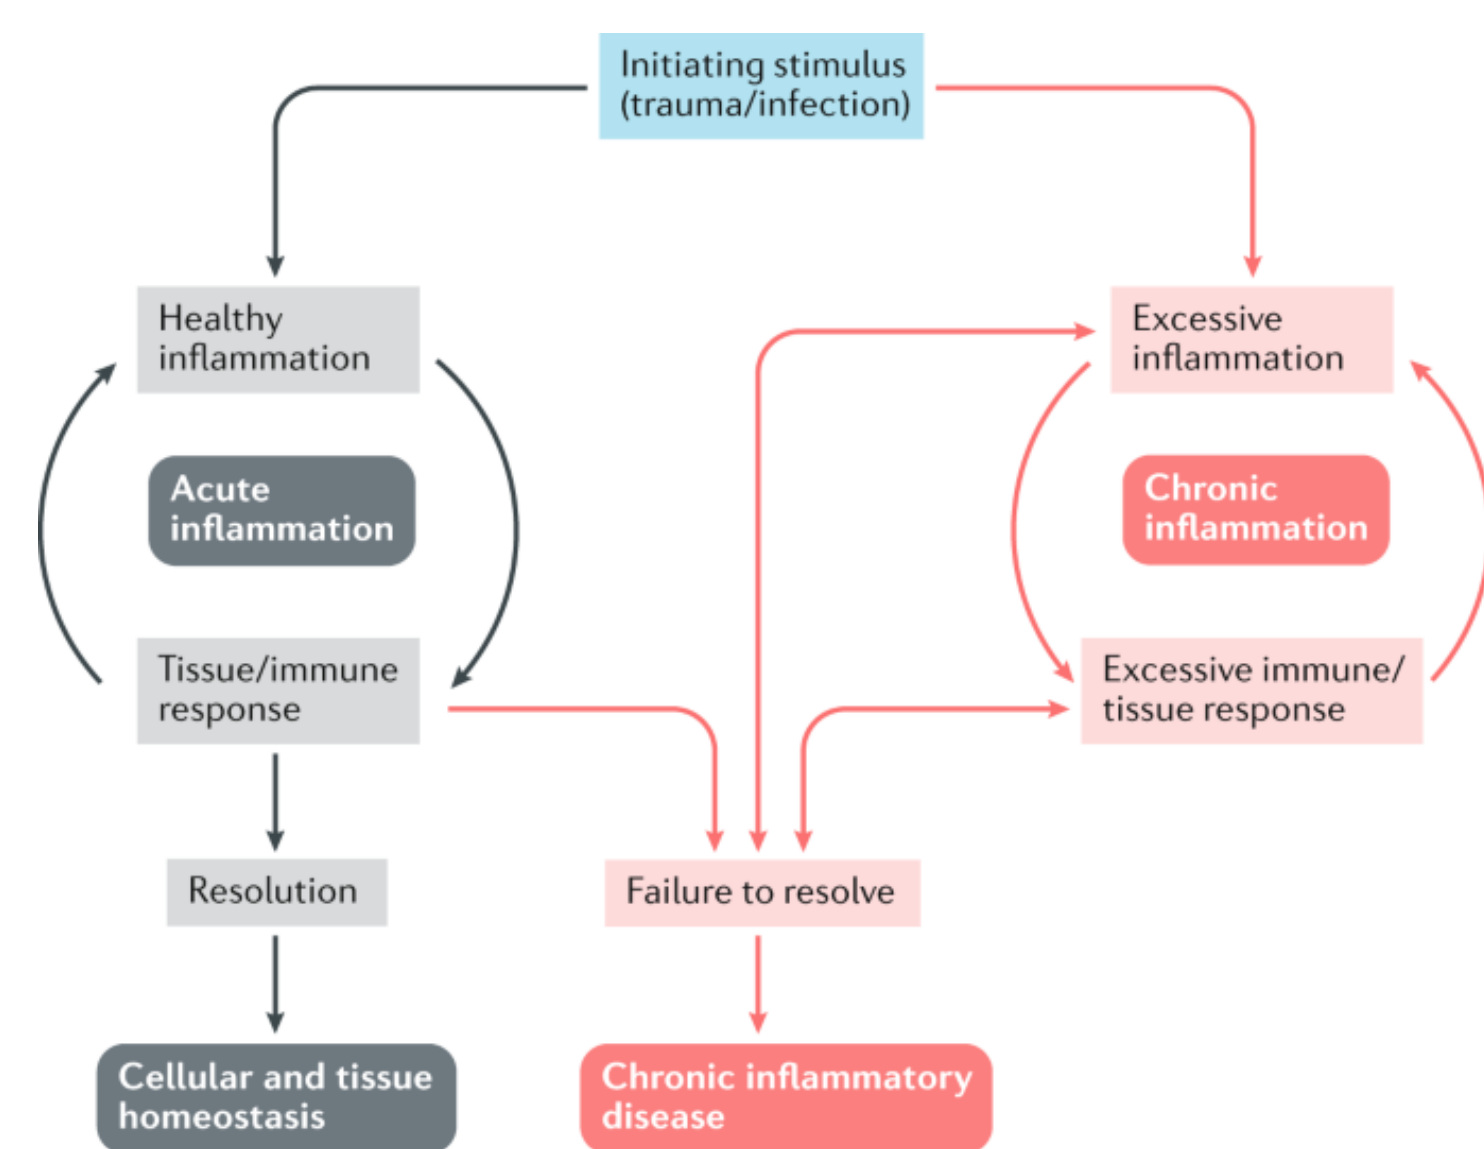 Initiating stimulus
(trauma/infection)
Healthy
inflammation
Excessive
inflammation
Acute
inflammation
Chronic
inflammation
Tissue/immune
response
Excessive immune/
tissue response
Resolution
Failure to resolve
Cellular and tissue
homeostasis
Chronic inflammatory
disease